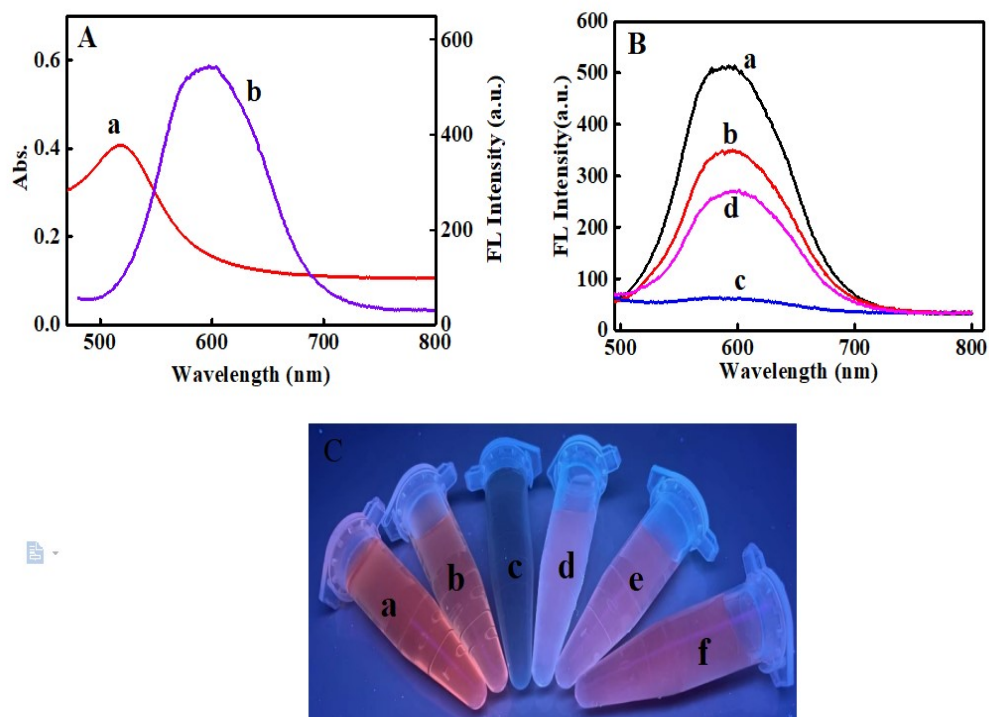 A
B
0.6
0.4
0.2
0.0
Abs.
a
b
600
400
200
0
FL Intensity (a.u.)
500
600
700
800
Wavelength (nm)
600
500
400
300
200
100
0
FL Intensity(a.u.)
a
b
d
c
500
600
700
800
Wavelength (nm)
C
a
b
c
d
e
f